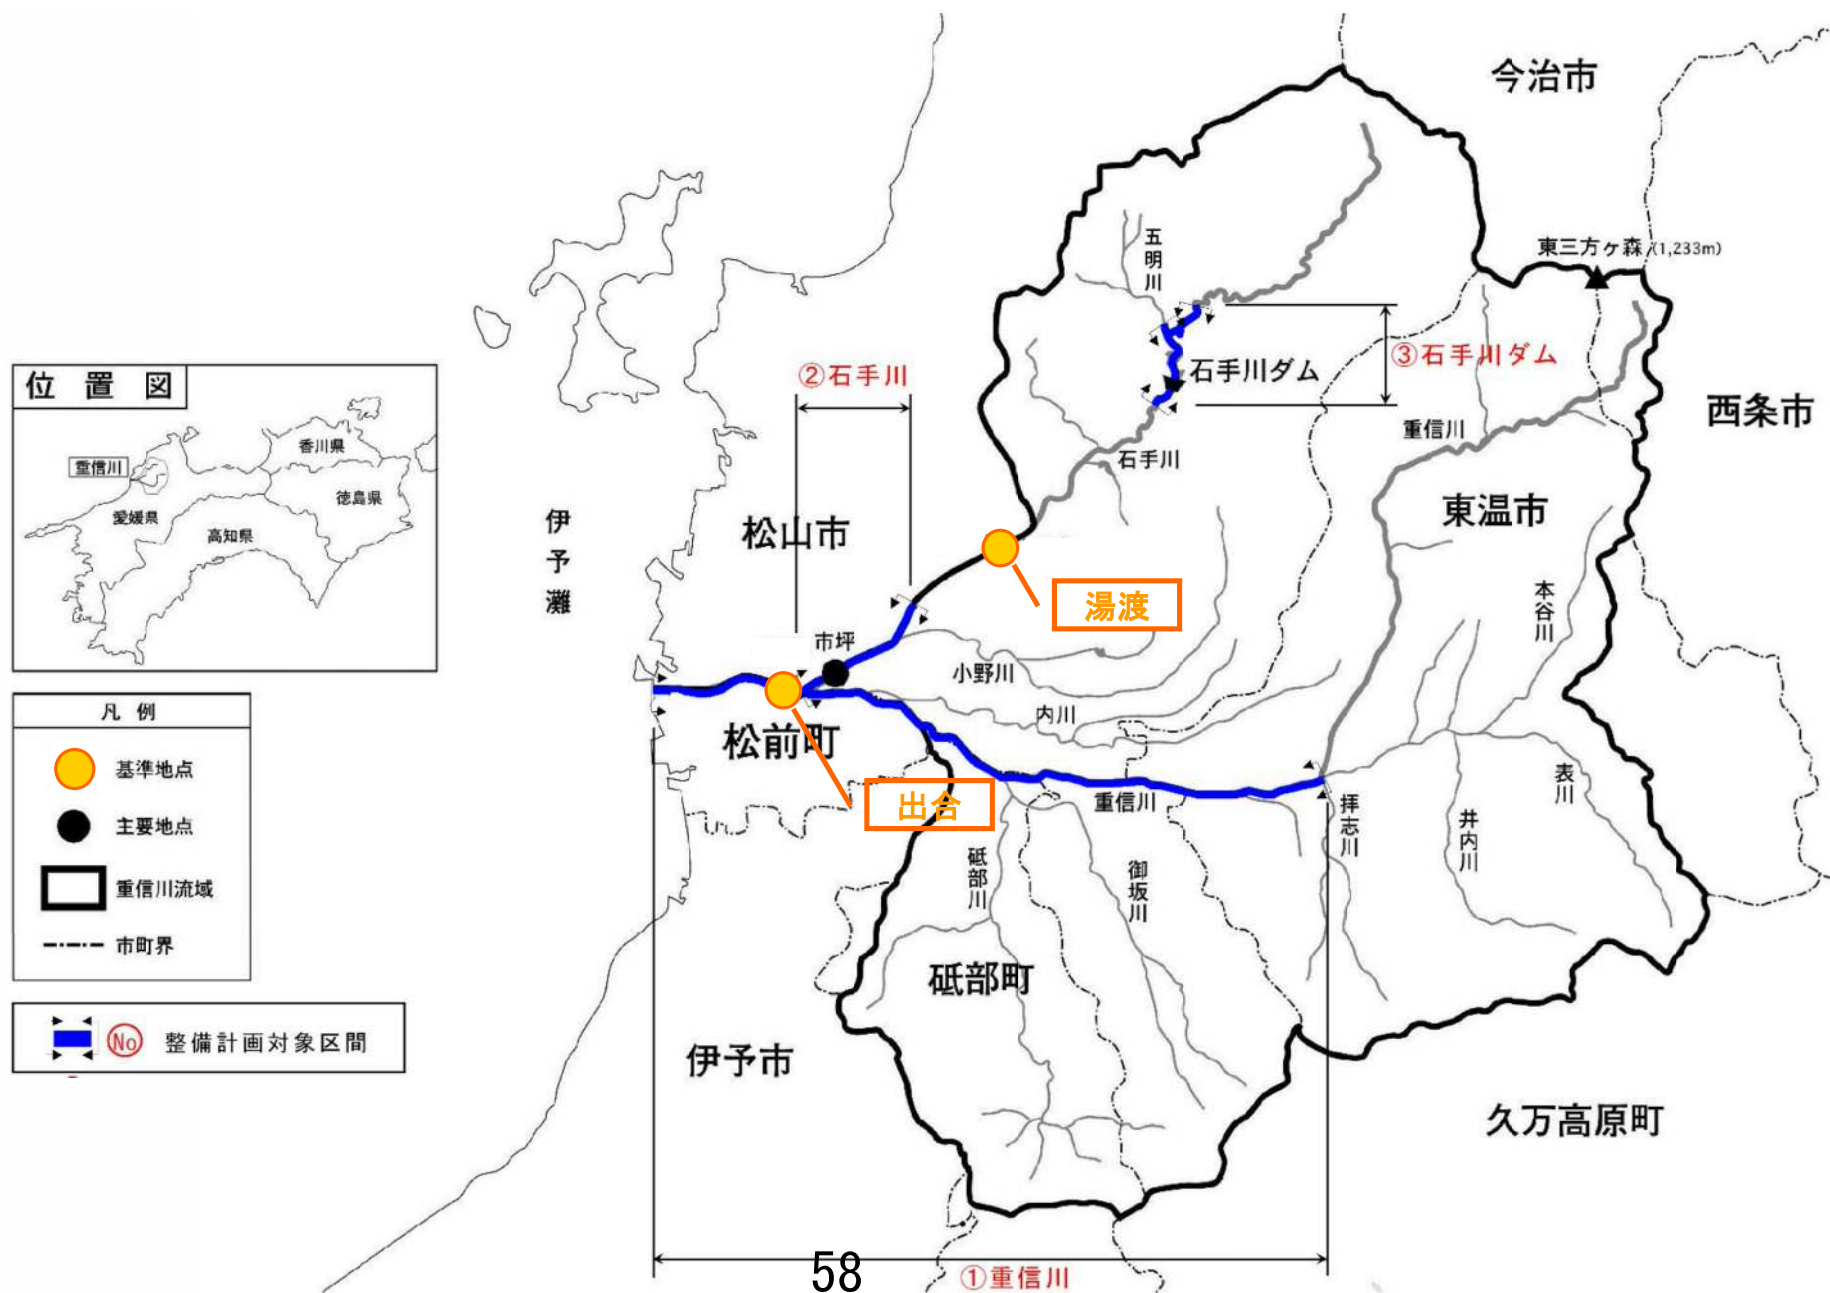 今治市
東三方ヶ森 (1,233m)
五明川
③石手川ダム
石手川ダム
②石手川
西条市
重信川
石手川
位置図
香川県
重信川
徳島県
愛媛県
高知県
東温市
伊予灘
松山市
本谷川
湯渡
市坪
小野川
内川
松前町
凡例
基準地点
主要地点
重信川流域
市町界
出合
重信川
表川
拝志川
井内川
砥部川
御坂川
砥部町
No 整備計画対象区間
伊予市
久万高原町
58
①重信川